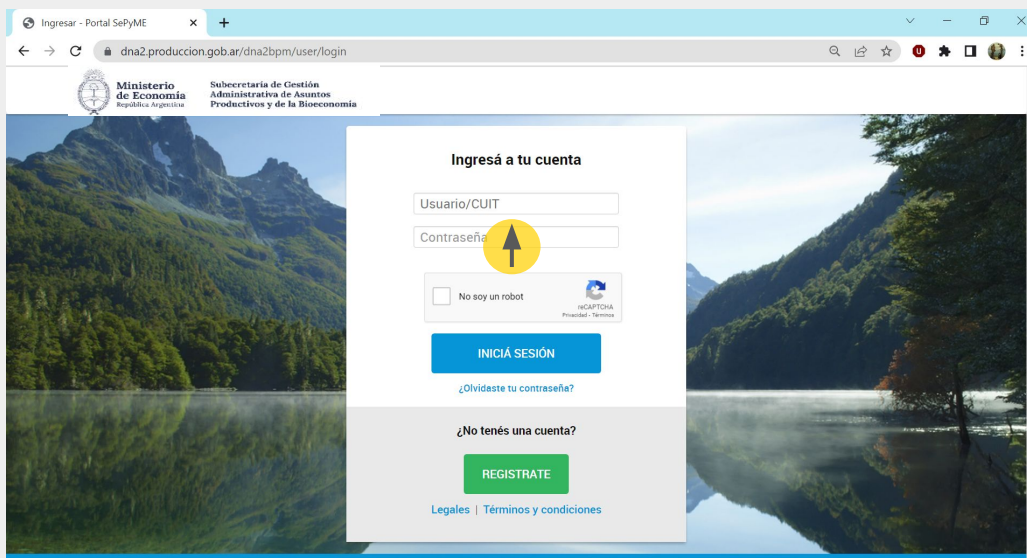 Ingresar - Portal SePyME
dna2.produccion.gob.ar/dna2bpm/user/login
Ministerio
de Economía
República Argentina
Subecretaría de Gestión
Administrativa de Asuntos
Productivos y de la Bioeconomía
Ingresá a tu cuenta
Usuario/CUIT
Contraseña
No soy un robot
reCAPTCHA
Privacidad - Términos
INICIÁ SESIÓN
¿Olvidaste tu contraseña?
¿No tenés una cuenta?
REGISTRATE
Legales | Términos y condiciones